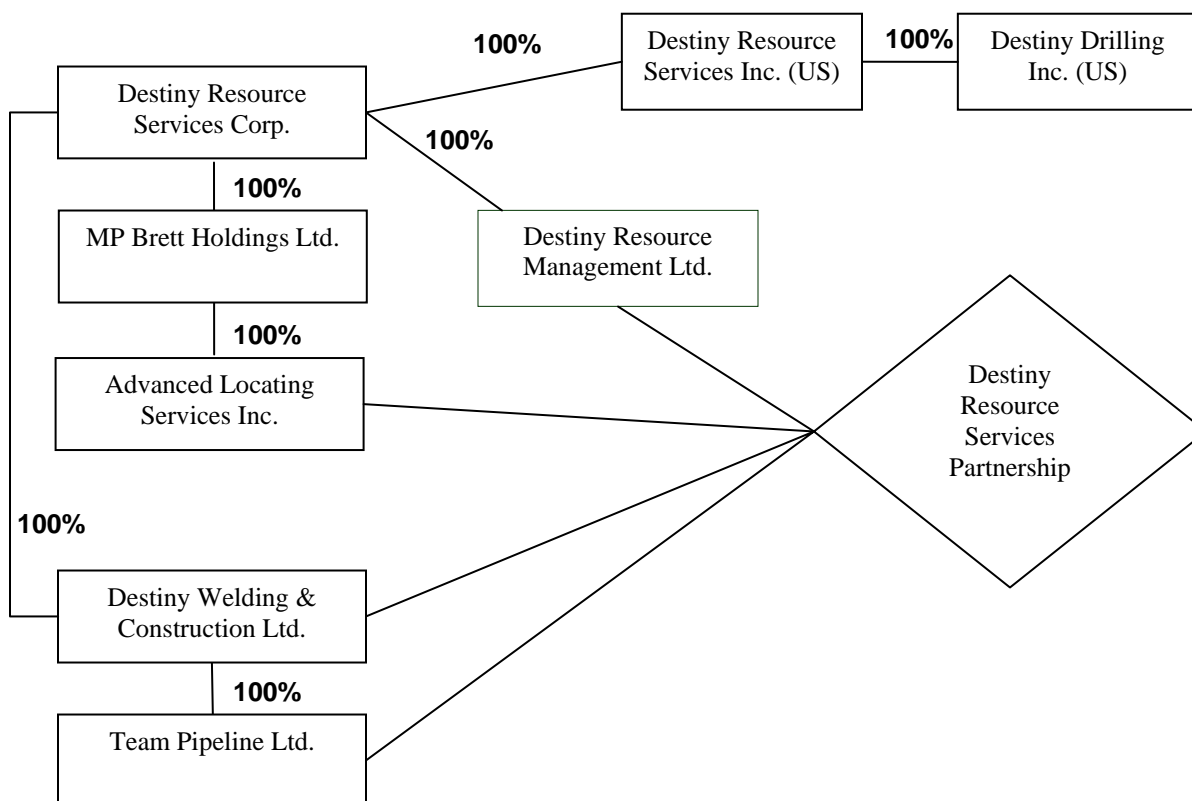 100%
Destiny Resource
Services Inc. (US)
100%
Destiny Drilling
Inc. (US)
Destiny Resource
Services Corp.
100%
100%
MP Brett Holdings Ltd.
Destiny Resource
Management Ltd.
100%
Advanced Locating
Services Inc.
Destiny
Resource
Services
Partnership
100%
Destiny Welding &
Construction Ltd.
100%
Team Pipeline Ltd.